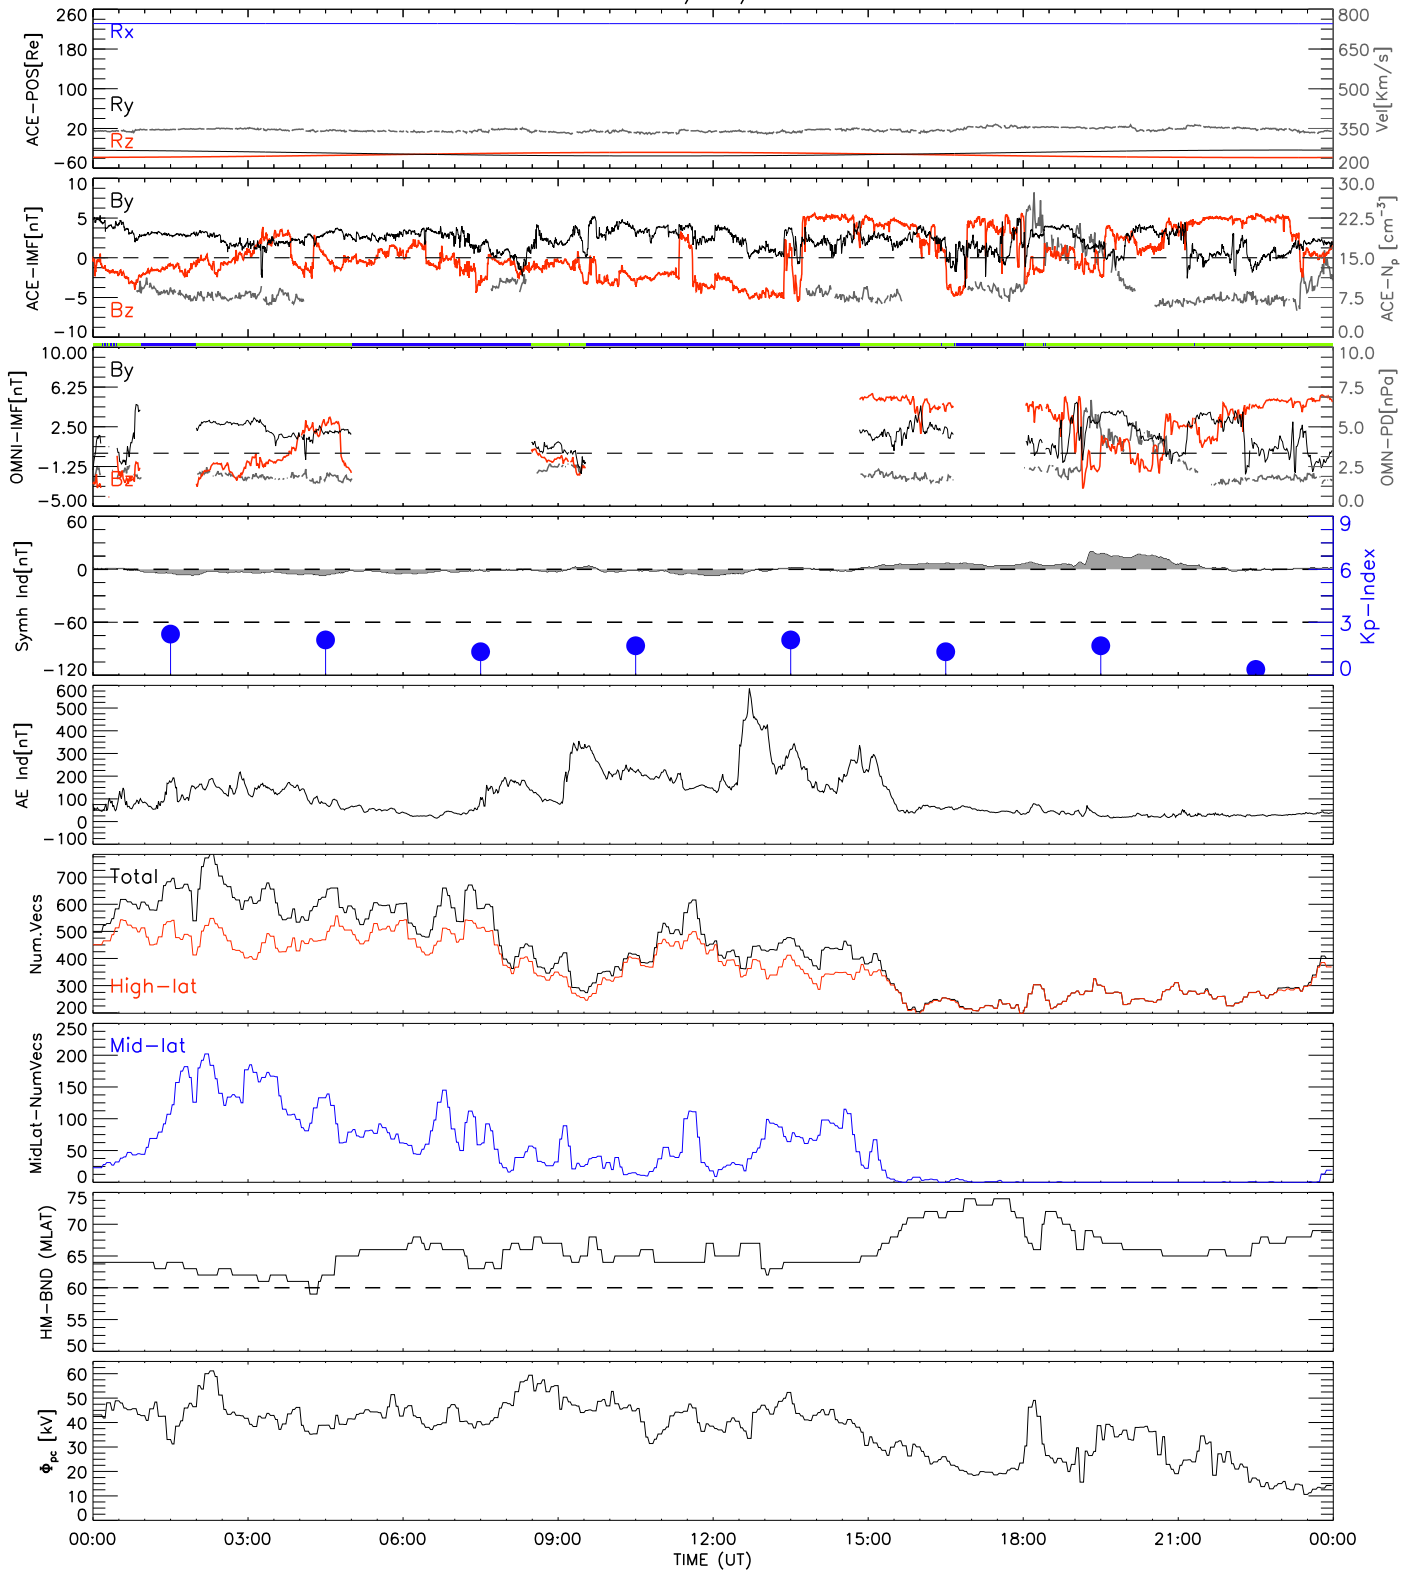 260
180
100
20
−60
ACE−POS[Re]
Rx
Ry
Rz
800
650
500
350
200
Vel[Km/s]
10
5
0
−5
−10
ACE−IMF[nT]
By
Bz
30.0
22.5
15.0
7.5
0.0
ACE−Np [cm−3]
10.00
6.25
2.50
−1.25
−5.00
OMNI−IMF[nT]
By
Bz
10.0
7.5
5.0
2.5
0.0
OMN−PD[nPa]
60
0
−60
−120
Symh Ind[nT]
9
6
3
0
Kp−Index
600
500
400
300
200
100
0
−100
AE Ind[nT]
700
600
500
400
300
200
Num.Vecs
Total
High−lat
250
200
150
100
50
0
MidLat−NumVecs
Mid−lat
75
70
65
60
55
50
HM−BND (MLAT)
60
50
40
30
20
10
0
Φpc [kV]
00:00 03:00 06:00 09:00 12:00 15:00 18:00 21:00 00:00
TIME (UT)